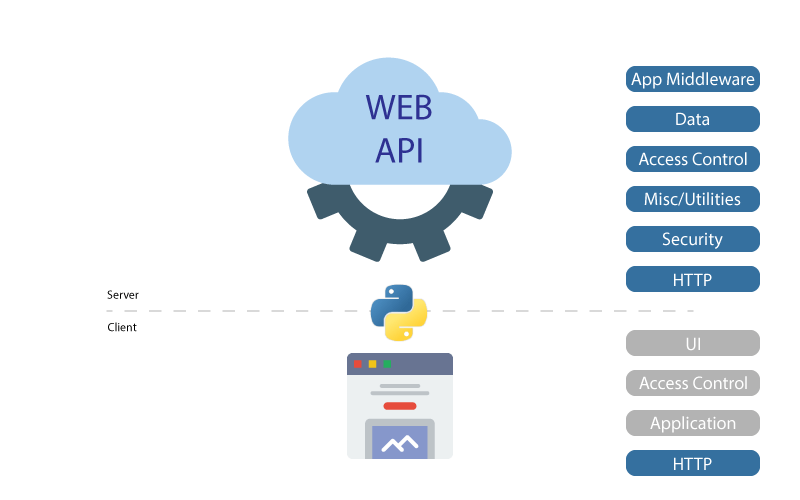 WEB
API
Server
Client
App Middleware
Data
Access Control
Misc/Utilities
Security
HTTP
UI
Access Control
Application
HTTP